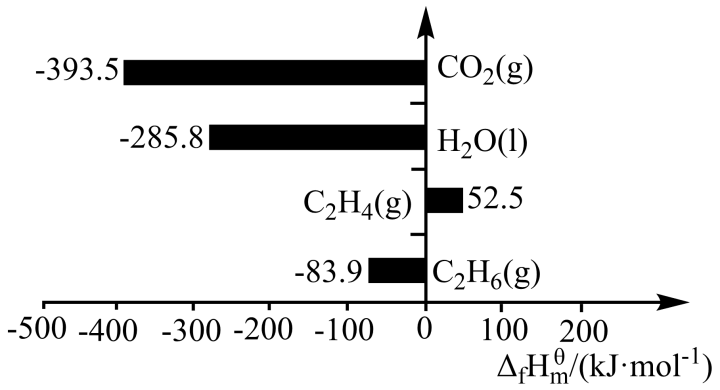 -393.5 CO₂(g)
-285.8 H₂O(l)
C₂H₄(g) 52.5
-83.9 C₂H₆(g)
-500 -400 -300 -200 -100 0 100 200
Δ_fH_m^θ/(kJ·mol⁻¹)